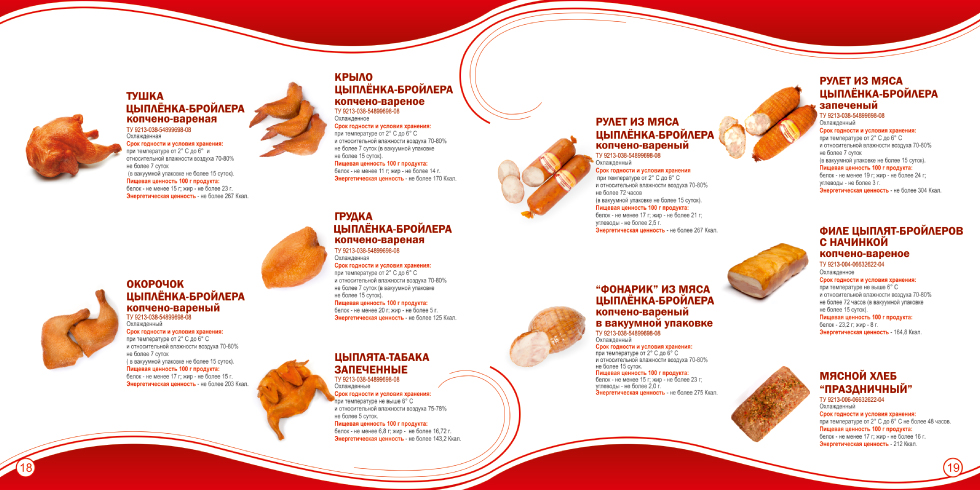 ТУШКА
ЦЫПЛЁНКА-БРОЙЛЕРА
копчено-вареная
ТУ 9213-038-54899698-08
Охлажденная
Срок годности и условия хранения:
при температуре от 2° С до 6° и
относительной влажности воздуха 70-80%
не более 7 суток
(в вакуумной упаковке не более 15 суток).
Пищевая ценность 100 г продукта:
белок - не менее 15 г; жир - не более 23 г.
Энергетическая ценность - не более 267 Ккал.
ОКОРОЧОК
ЦЫПЛЁНКА-БРОЙЛЕРА
копчено-вареный
ТУ 9213-038-54899698-08
Охлажденный
Срок годности и условия хранения:
при температуре от 2° С до 6° С
и относительной влажности воздуха 70-80%
не более 7 суток
( в вакуумной упаковке не более 15 суток).
Пищевая ценность 100 г продукта:
белок - не менее 17 г; жир - не более 15 г.
Энергетическая ценность - не более 203 Ккал.
18
КРЫЛО
ЦЫПЛЁНКА-БРОЙЛЕРА
копчено-вареное
ТУ 9213-038-54899698-08
Охлажденное
Срок годности и условия хранения:
при температуре от 2° С до 6° С
и относительной влажности воздуха 70-80%
не более 7 суток (в вакуумной упаковке
не более 15 суток).
Пищевая ценность 100 г продукта:
белок - не менее 11 г; жир - не более 14 г.
Энергетическая ценность - не более 170 Ккал.
ГРУДКА
ЦЫПЛЁНКА-БРОЙЛЕРА
копчено-вареная
ТУ 9213-038-54899698-08
Охлажденная
Срок годности и условия хранения:
при температуре от 2° С до 6° С
и относительной влажности воздуха 70-80%
не более 7 суток (в вакуумной упаковке
не более 15 суток).
Пищевая ценность 100 г продукта:
белок - не менее 20 г; жир - не более 5 г.
Энергетическая ценность - не более 125 Ккал.
ЦЫПЛЯТА-ТАБАКА
ЗАПЕЧЕННЫЕ
ТУ 9213-038-54899698-08
Охлажденные
Срок годности и условия хранения:
при температуре не выше 6° С
и относительной влажности воздуха 75-78%
не более 5 суток.
Пищевая ценность 100 г продукта:
белок - не менее 6,8 г; жир - не более 16,72 г.
Энергетическая ценность - не более 143,2 Ккал.
РУЛЕТ ИЗ МЯСА
ЦЫПЛЁНКА-БРОЙЛЕРА
копчено-вареный
ТУ 9213-038-54899698-08
Охлажденный
Срок годности и условия хранения
при температуре от 2° С до 6° С
и относительной влажности воздуха 70-80%
не более 72 часов
(в вакуумной упаковке не более 15 суток).
Пищевая ценность 100 г продукта:
белок - не менее 17 г; жир - не более 21 г;
углеводы - не более 2,5 г.
Энергетическая ценность - не более 267 Ккал.
“ФОНАРИК” ИЗ МЯСА
ЦЫПЛЁНКА-БРОЙЛЕРА
копчено-вареный
в вакуумной упаковке
ТУ 9213-038-54899698-08
Охлажденный
Срок годности и условия хранения:
при температуре от 2° С до 6° С
и относительной влажности воздуха 70-80%
не более 15 суток.
Пищевая ценность 100 г продукта:
белок - не менее 15 г; жир - не более 23 г;
углеводы - не более 2,0 г.
Энергетическая ценность - не более 275 Ккал.
РУЛЕТ ИЗ МЯСА
ЦЫПЛЁНКА-БРОЙЛЕРА
запеченый
ТУ 9213-038-54899698-08
Охлажденный
Срок годности и условия хранения:
при температуре от 2° С до 6° С
и относительной влажности воздуха 70-80%
не более 7 суток
(в вакуумной упаковке не более 15 суток).
Пищевая ценность 100 г продукта:
белок - не менее 19 г; жир - не более 24 г;
углеводы - не более 3 г.
Энергетическая ценность - не более 304 Ккал.
ФИЛЕ ЦЫПЛЯТ-БРОЙЛЕРОВ
С НАЧИНКОЙ
копчено-вареное
ТУ 9213-004-06632622-04
Охлажденное
Срок годности и условия хранения:
при температуре не выше 6° С
и относительной влажности воздуха 70-80%
не более 72 часов (в вакуумной упаковке
не более 15 суток).
Пищевая ценность 100 г продукта:
белок - 23,2 г; жир - 8 г.
Энергетическая ценность - 164,8 Ккал.
МЯСНОЙ ХЛЕБ
“ПРАЗДНИЧНЫЙ”
ТУ 9213-006-06632622-04
Охлажденный
Срок годности и условия хранения:
при температуре от 2° С до 6° С не более 48 часов.
Пищевая ценность 100 г продукта:
белок - не менее 17 г; жир - не более 16 г.
Энергетическая ценность - 212 Ккал.
19